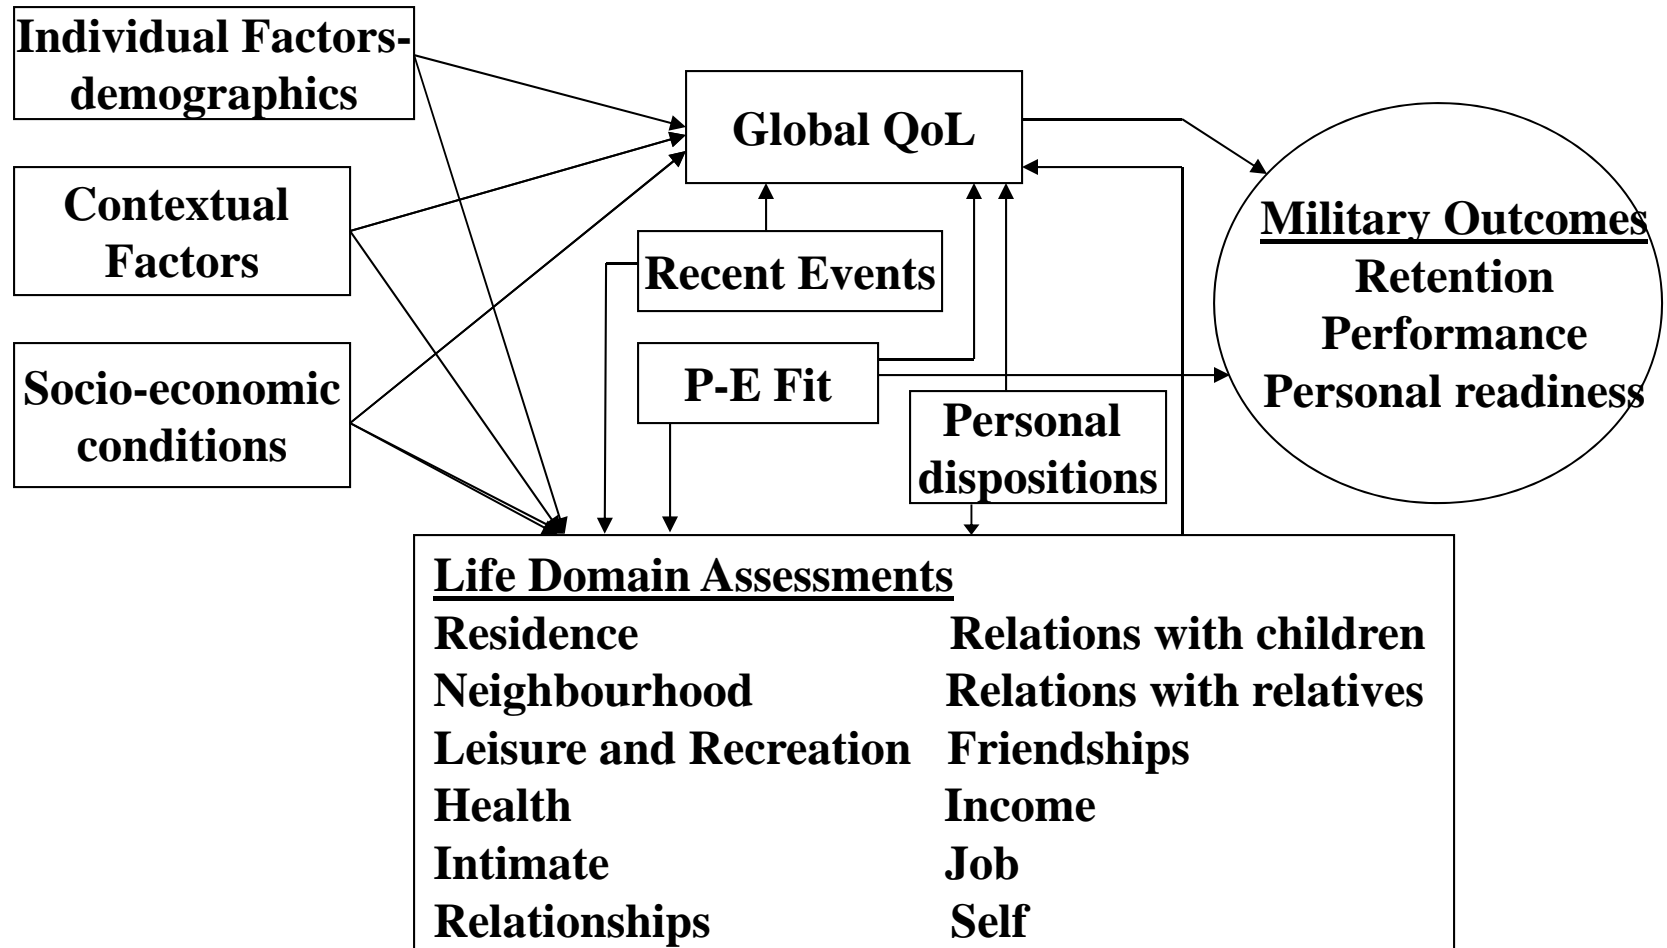 Individual Factors-
demographics
Global QoL
Contextual
Factors
Military Outcomes
Retention
Performance
Personal readiness
Recent Events
Socio-economic
conditions
P-E Fit
Personal
dispositions
Life Domain Assessments
Residence Relations with children
Neighbourhood Relations with relatives
Leisure and Recreation Friendships
Health Income
Intimate Job
Relationships Self